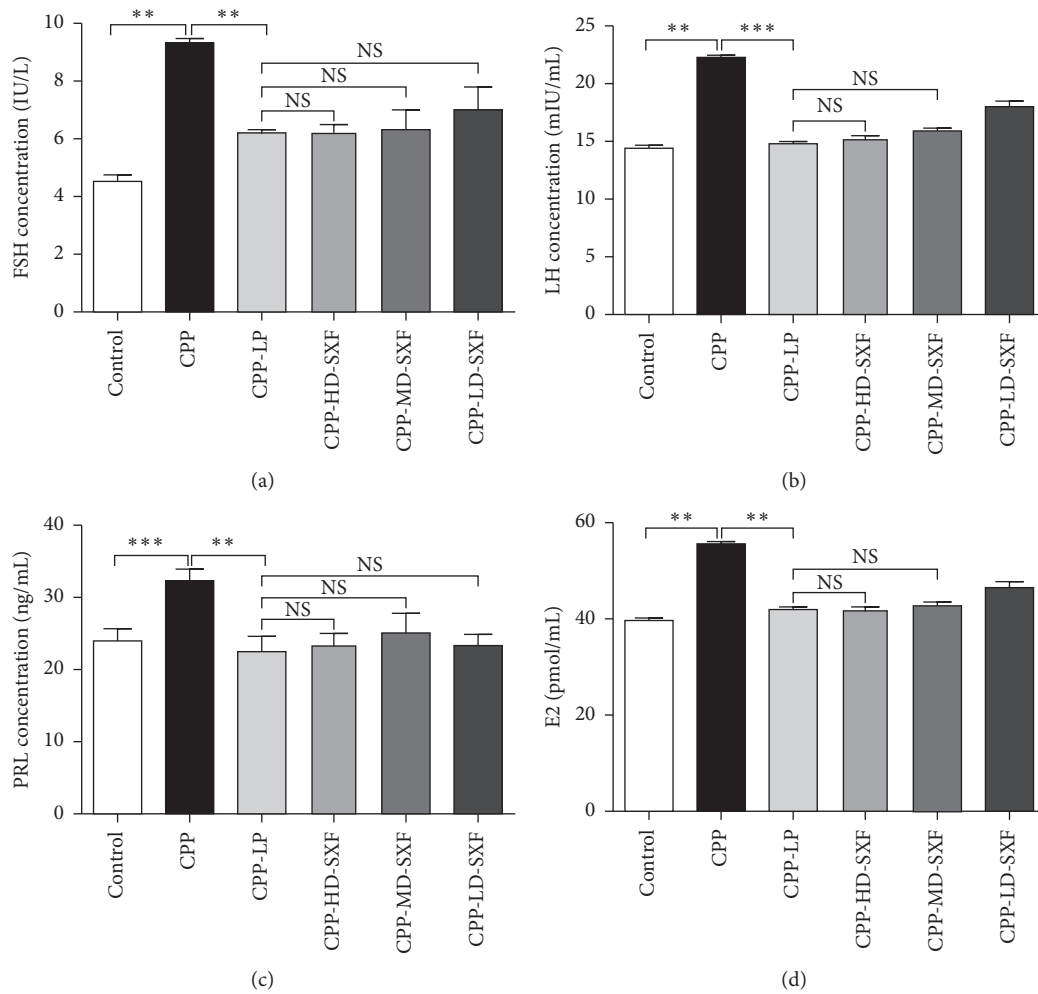 FSH concentration (IU/L)
10
8
6
4
2
0
**
**
NS
NS
NS
Control
CPP
CPP-LP
CPP-HD-SXF
CPP-MD-SXF
CPP-LD-SXF
(a)
LH concentration (mIU/mL)
25
20
15
15
0
**
***
NS
NS
Control
CPP
CPP-LP
CPP-HD-SXF
CPP-MD-SXF
CPP-LD-SXF
(b)
PRL concentration (ng/mL)
40
30
20
10
0
***
**
NS
NS
NS
Control
CPP
CPP-LP
CPP-HD-SXF
CPP-MD-SXF
CPP-LD-SXF
(c)
E2 (pmol/mL)
60
40
20
0
**
**
NS
NS
Control
CPP
CPP-LP
CPP-HD-SXF
CPP-MD-SXF
CPP-LD-SXF
(d)